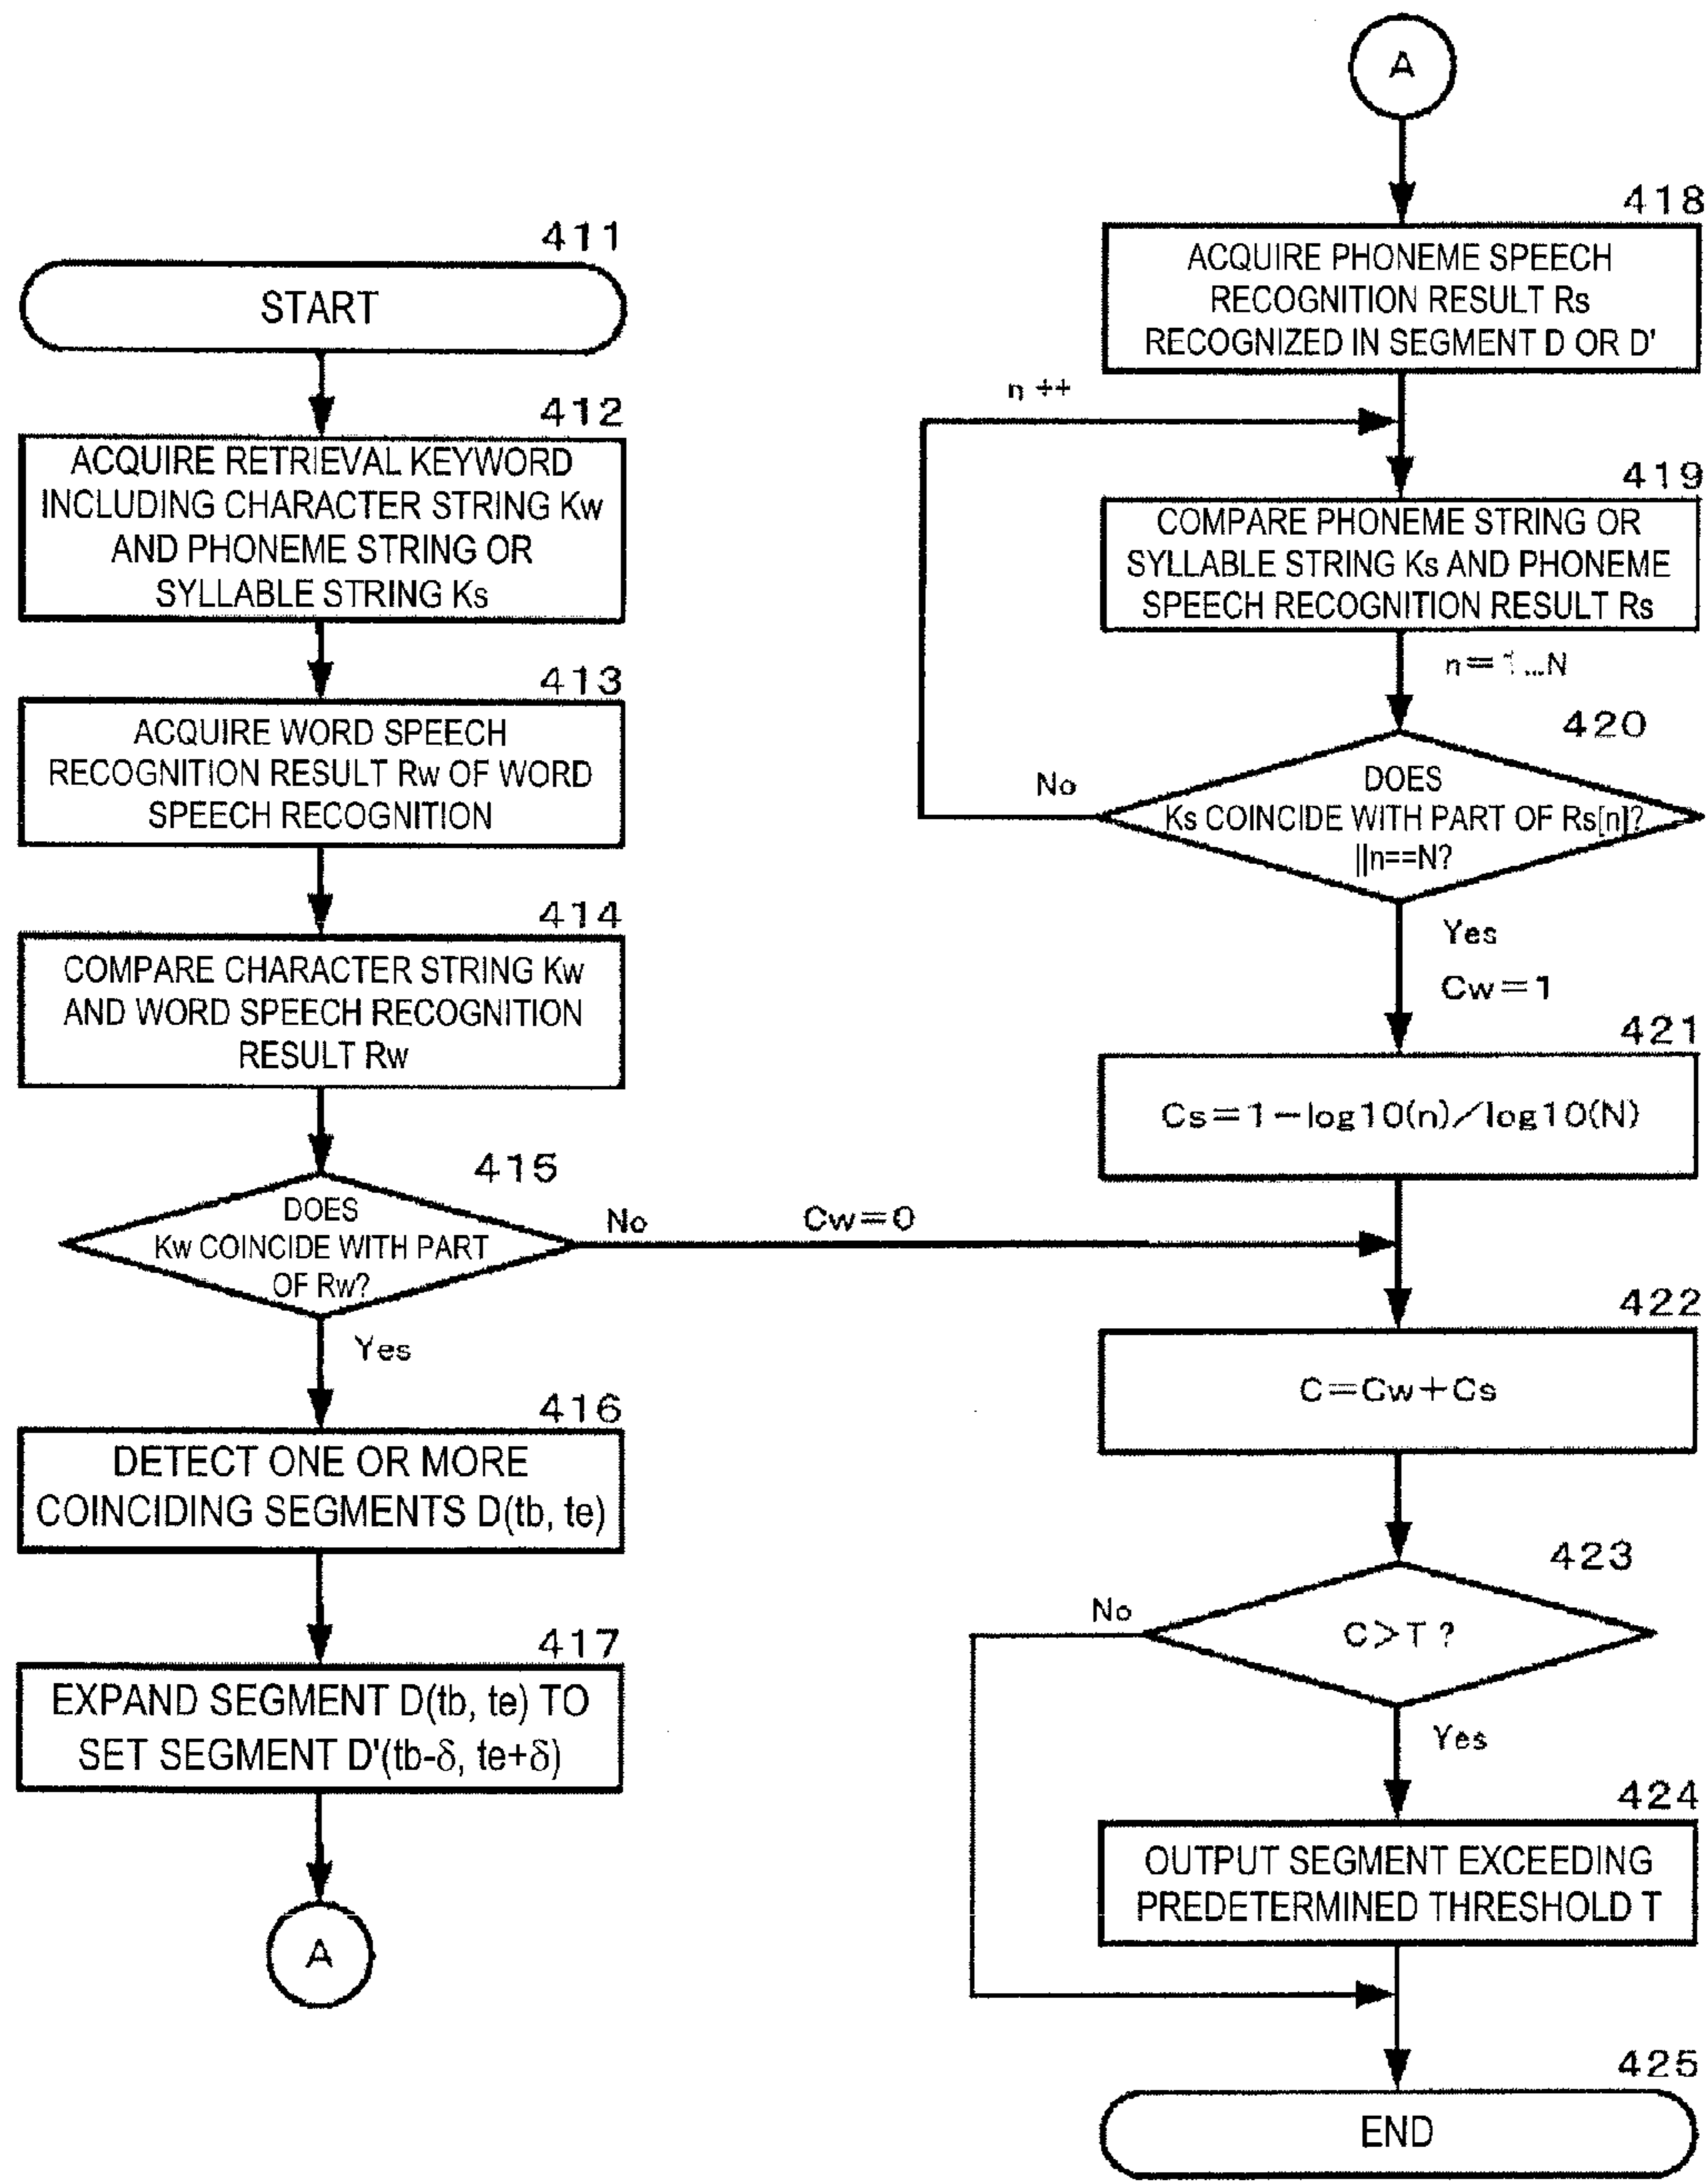 411
START
412
ACQUIRE RETRIEVAL KEYWORD
INCLUDING CHARACTER STRING Kw
AND PHONEME STRING OR
SYLLABLE STRING Ks
413
ACQUIRE WORD SPEECH
RECOGNITION RESULT Rw OF WORD
SPEECH RECOGNITION
414
COMPARE CHARACTER STRING Kw
AND WORD SPEECH RECOGNITION
RESULT Rw
415
DOES
Kw COINCIDE WITH PART
OF Rw?
No
Cw=0
Yes
416
DETECT ONE OR MORE
COINCIDING SEGMENTS D(tb, te)
417
EXPAND SEGMENT D(tb, te) TO
SET SEGMENT D'(tb-δ, te+δ)
A
A
418
ACQUIRE PHONEME SPEECH
RECOGNITION RESULT Rs
RECOGNIZED IN SEGMENT D OR D'
n ++
419
COMPARE PHONEME STRING OR
SYLLABLE STRING Ks AND PHONEME
SPEECH RECOGNITION RESULT Rs
n=1...N
420
DOES
Ks COINCIDE WITH PART OF Rs[n]?
||n==N?
No
Yes
Cw=1
421
Cs=1-log10(n)/log10(N)
422
C=Cw+Cs
423
C>T ?
No
Yes
424
OUTPUT SEGMENT EXCEEDING
PREDETERMINED THRESHOLD T
425
END